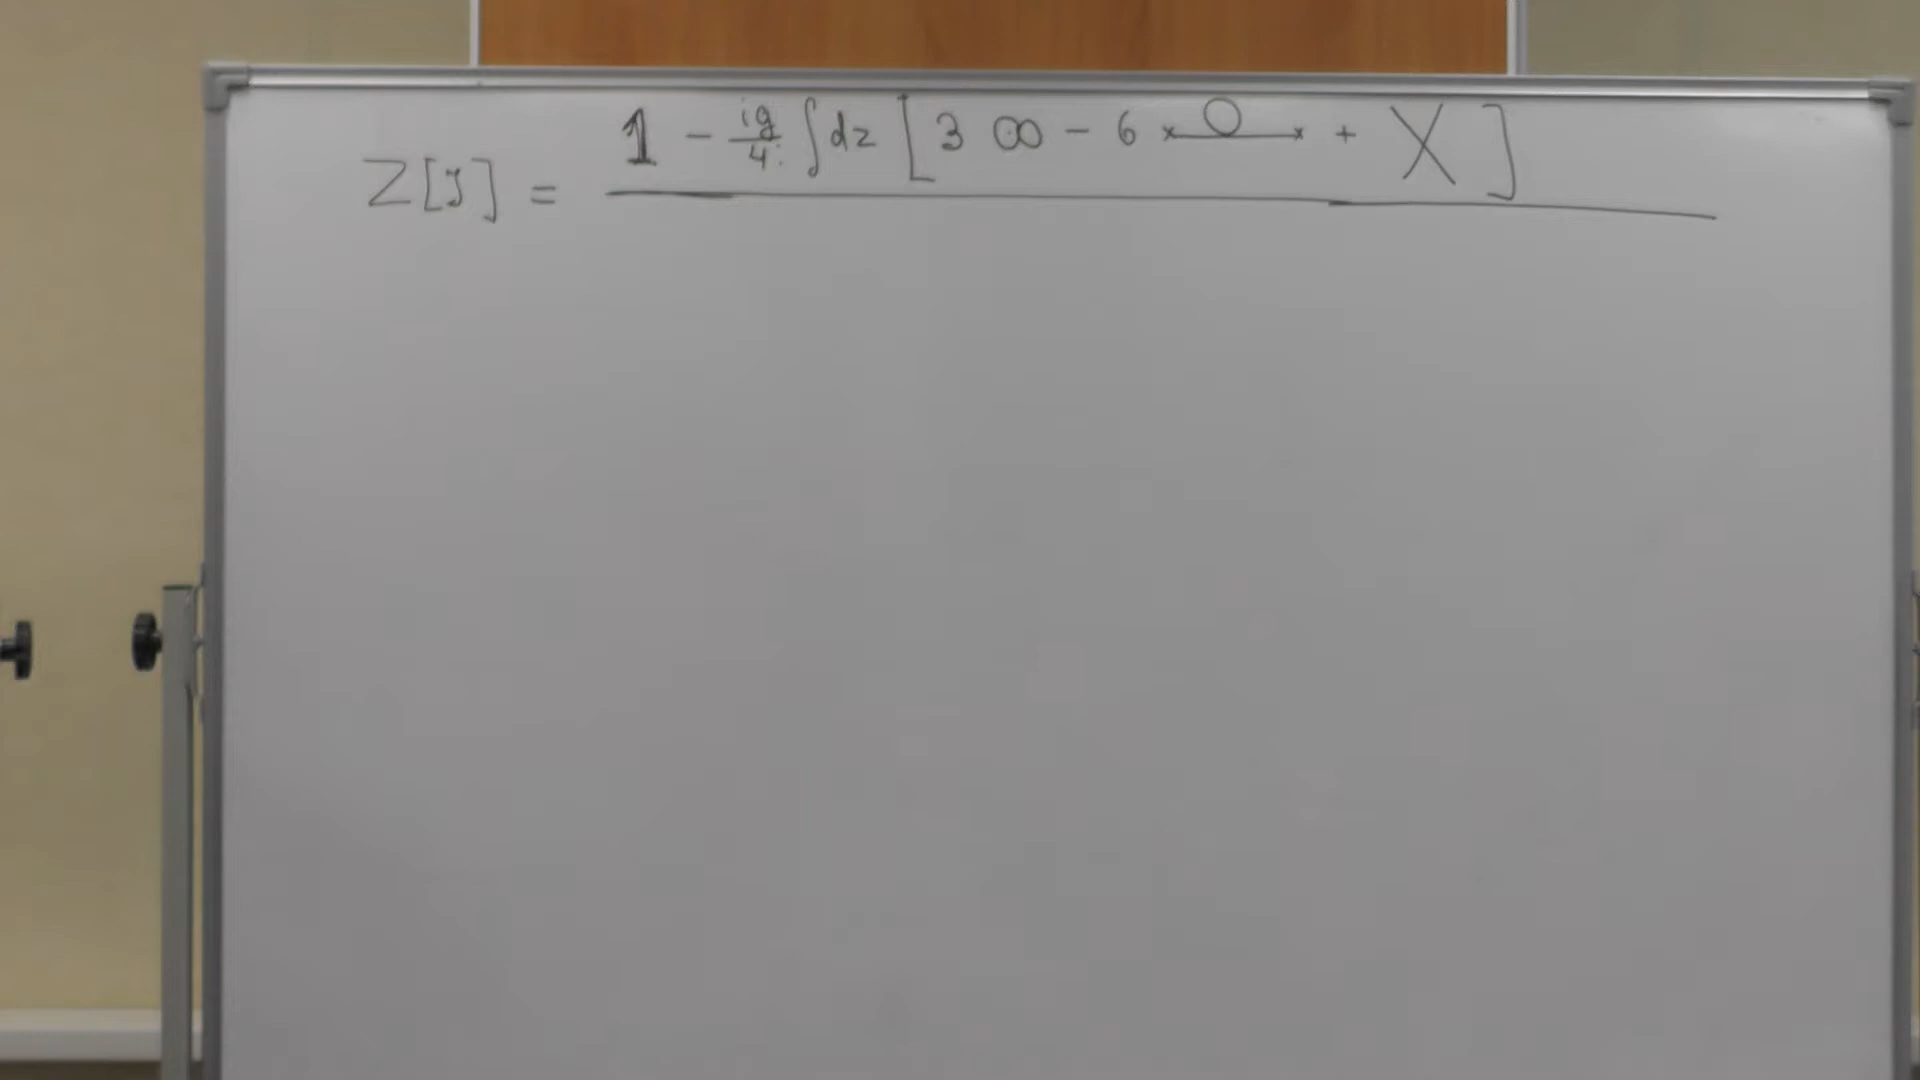 Z[J] = 1 - ig/4! ∫dz [3 ∞ - 6 x—○—x + X]